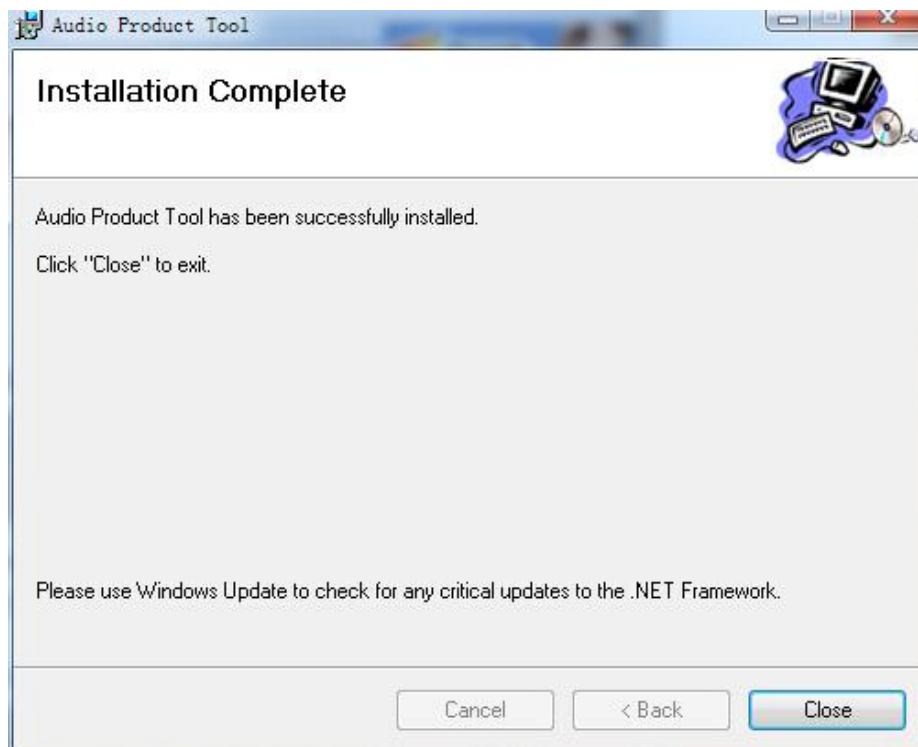 Audio Product Tool
Installation Complete
Audio Product Tool has been successfully installed.
Click "Close" to exit.
Please use Windows Update to check for any critical updates to the .NET Framework.
Cancel
< Back
Close